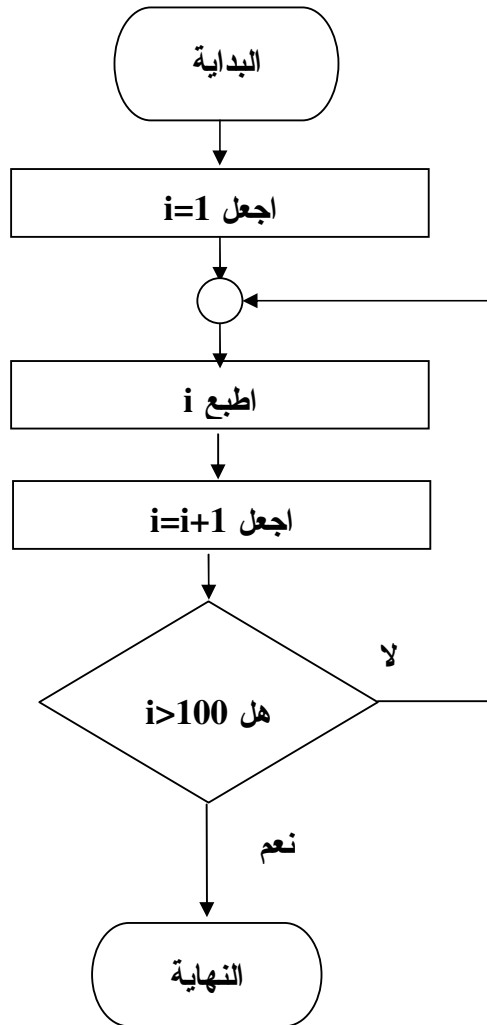 البداية
اجعل i=1
اطبع i
اجعل i=i+1
هل i>100
لا
نعم
النهاية